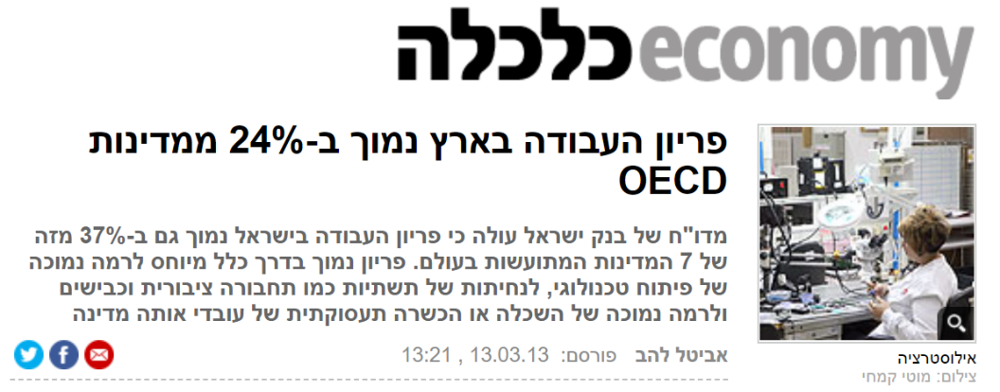 כלכלה economy
פריון העבודה בארץ נמוך ב-24% ממדינות
OECD
מדו"ח של בנק ישראל עולה כי פריון העבודה בישראל נמוך גם ב-37% מזה
של 7 המדינות המתועשות בעולם. פריון נמוך בדרך כלל מיוחס לרמה נמוכה
של פיתוח טכנולוגי, לנחיתות של תשתיות כמו תחבורה ציבורית וכבישים
ולרמה נמוכה של השכלה או הכשרה תעסוקתית של עובדי אותה מדינה
אביטל להב פורסם: 13.03.13 , 13:21
אילוסטרציה
צילום: מוטי קמחי